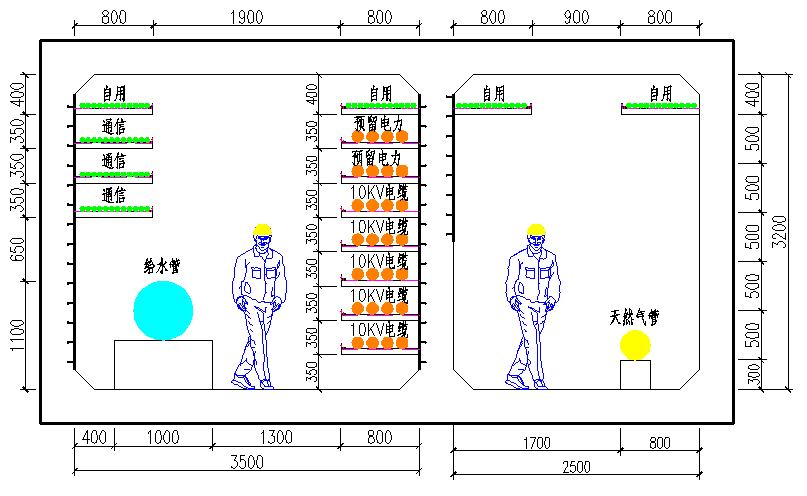 800 1900 800 800 900 800
400 自用 400 自用 自用 自用 400
350 通信 350 预留电力 500
350 通信 350 预留电力 500
350 通信 350 10KV电缆 500
650 350 10KV电缆 500
给水管 350 10KV电缆 500 3200
1100 350 10KV电缆 天然气管 500
350 10KV电缆
350 300
400 1000 1300 800 1700 800
3500 2500